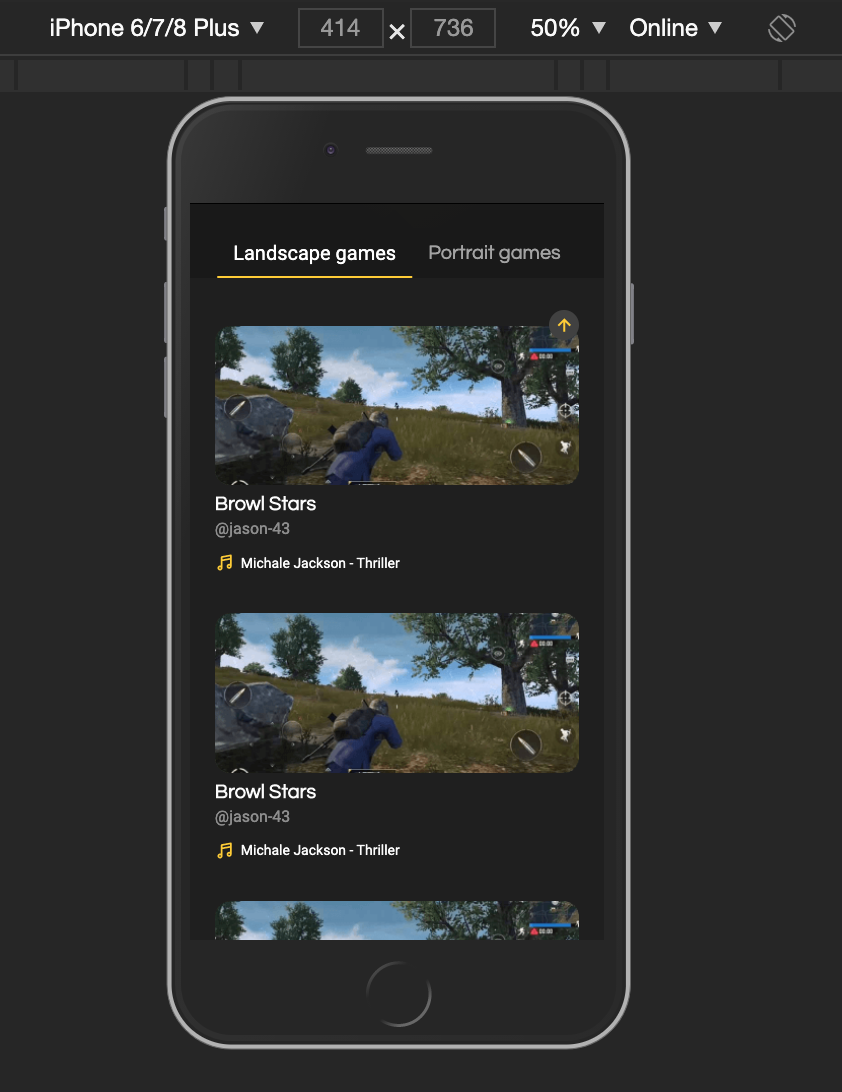 iPhone 6/7/8 Plus ▼ 414 × 736 50% ▼ Online ▼
Landscape games Portrait games
Browl Stars
@jason-43
Michale Jackson - Thriller
Browl Stars
@jason-43
Michale Jackson - Thriller